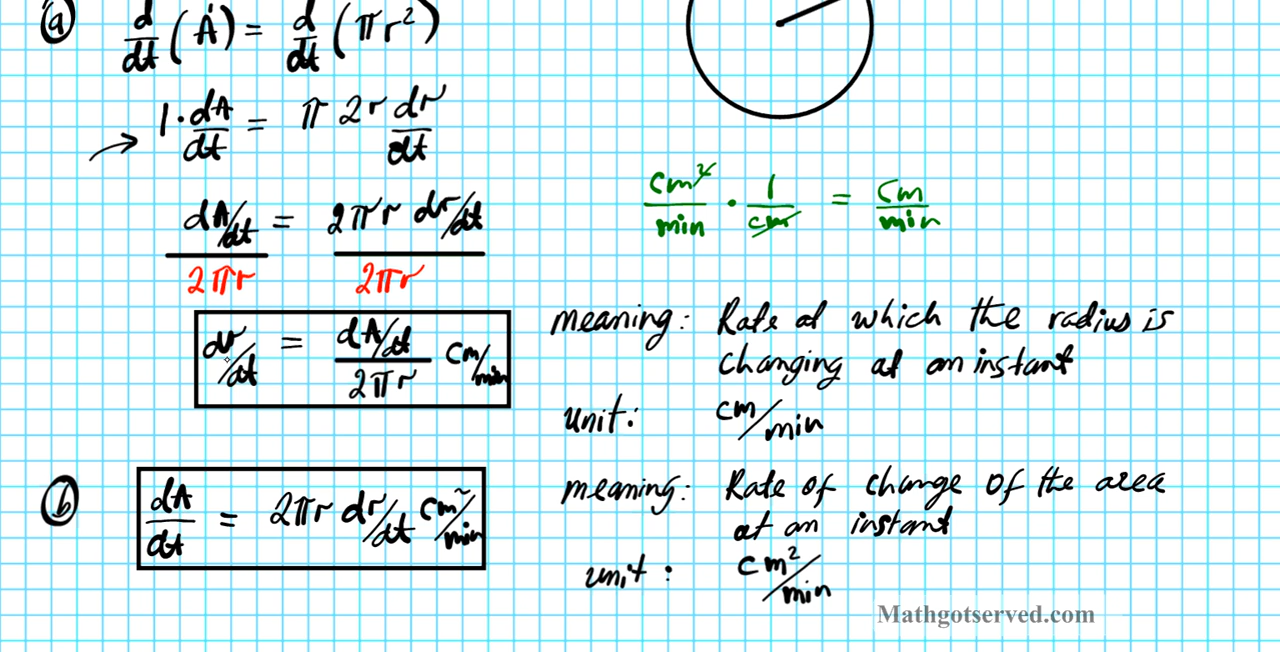 (a) d/dt (A) = d/dt (πr²)
1 · dA/dt = π 2r dr/dt
cm²/min · 1/cm = cm/min
dA/dt / 2πr = 2πr dr/dt / 2πr
dr/dt = dA/dt / 2πr cm/min
meaning: Rate at which the radius is
changing at an instant
unit: cm/min
(b) dA/dt = 2πr dr/dt cm²/min
meaning: Rate of change of the area
at an instant
unit: cm²/min
Mathgotserved.com